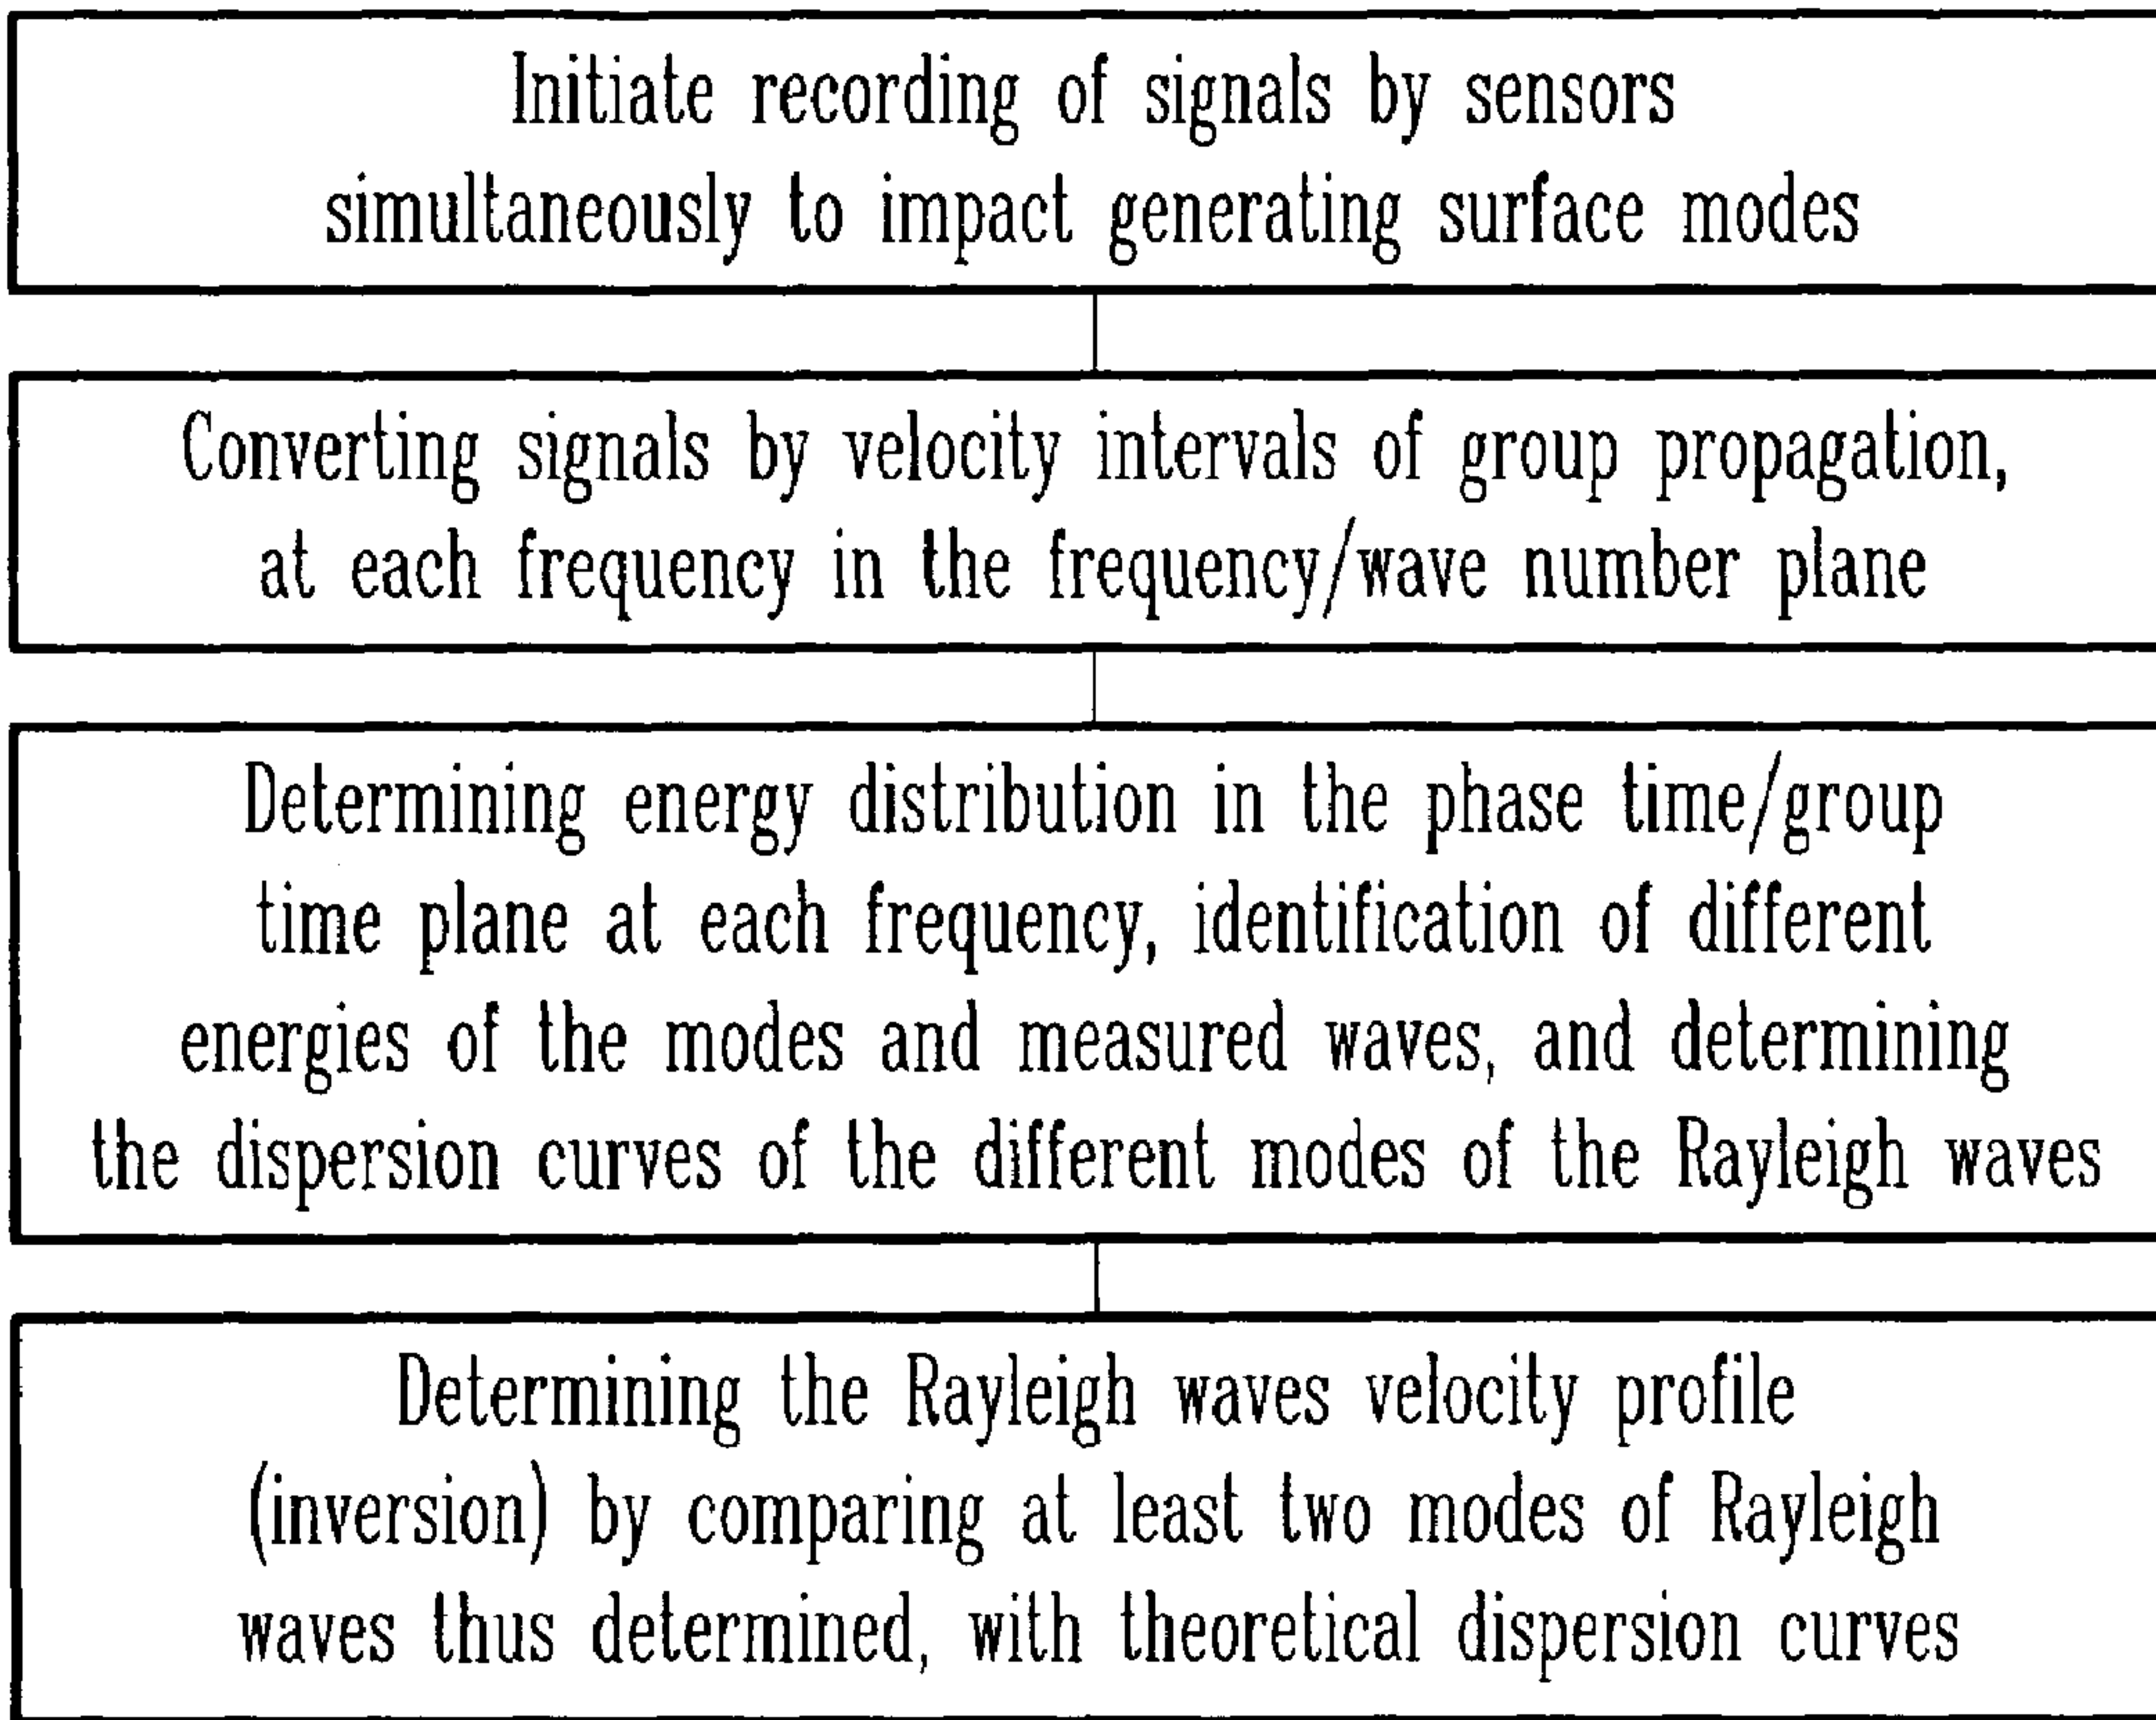 Initiate recording of signals by sensors
simultaneously to impact generating surface modes
Converting signals by velocity intervals of group propagation,
at each frequency in the frequency/wave number plane
Determining energy distribution in the phase time/group
time plane at each frequency, identification of different
energies of the modes and measured waves, and determining
the dispersion curves of the different modes of the Rayleigh waves
Determining the Rayleigh waves velocity profile
(inversion) by comparing at least two modes of Rayleigh
waves thus determined, with theoretical dispersion curves